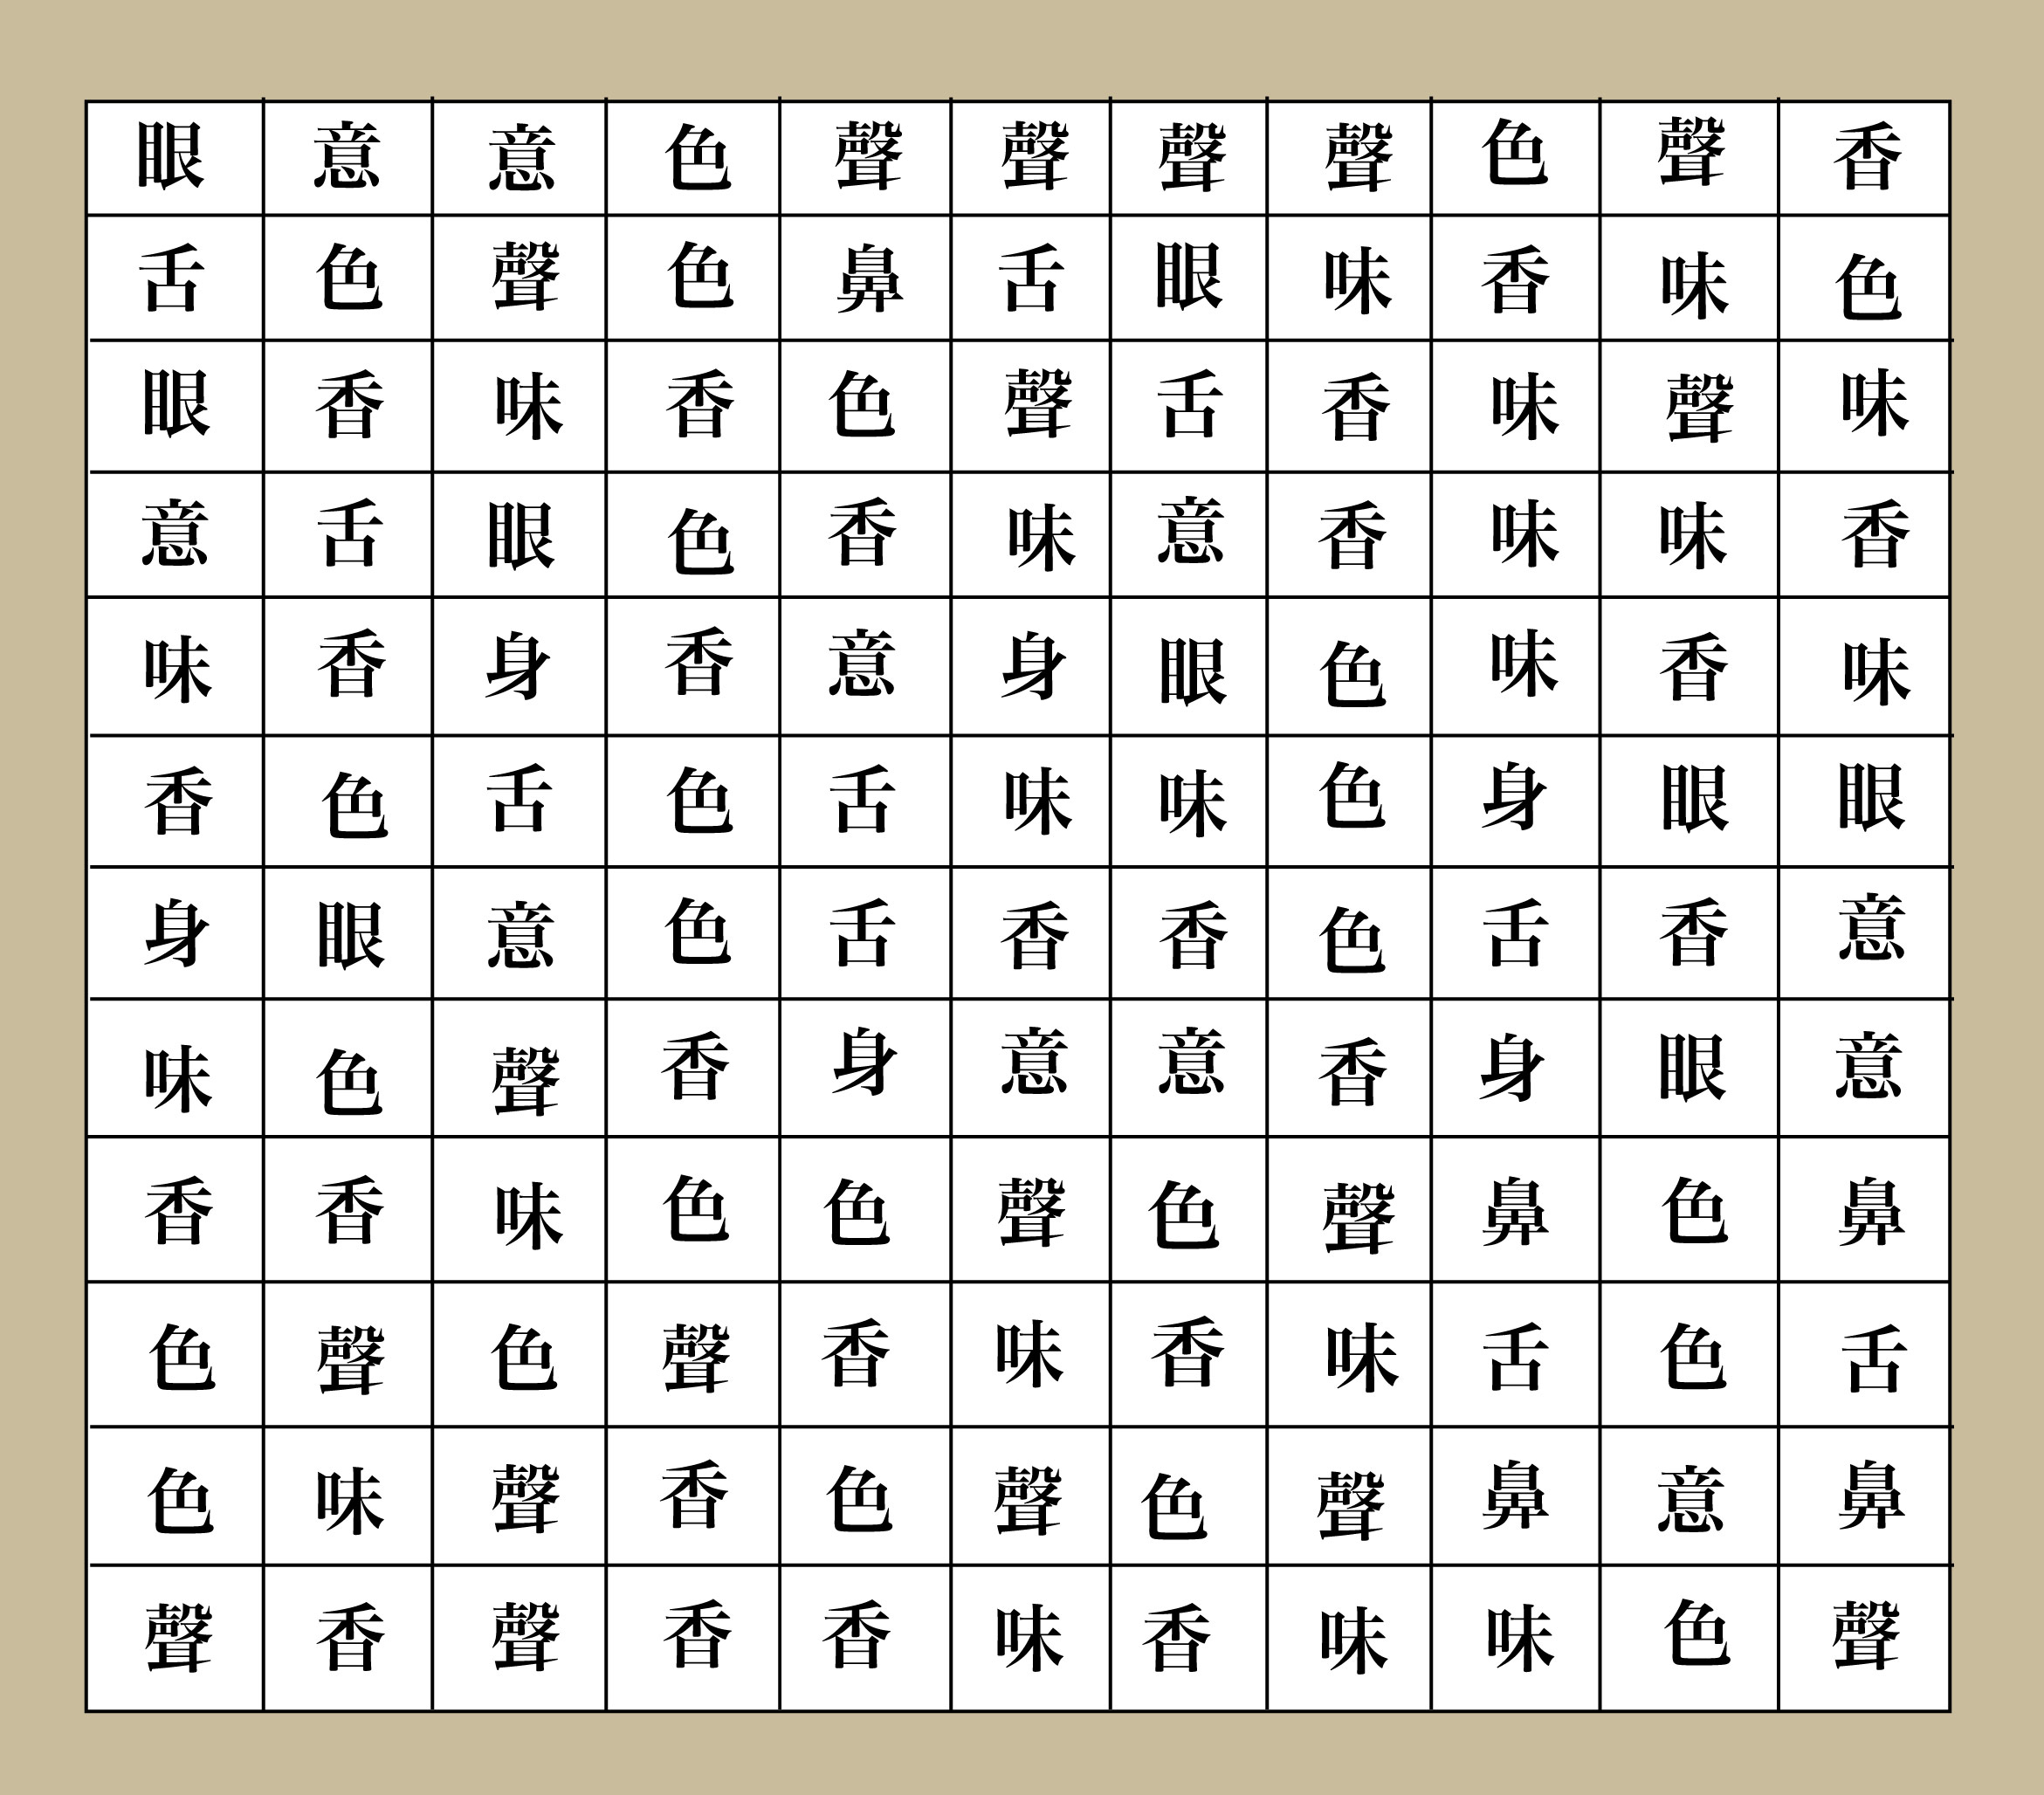 眼 意 意 色 聲 聲 聲 聲 色 聲 香
舌 色 聲 色 鼻 舌 眼 味 香 味 色
眼 香 味 香 色 聲 舌 香 味 聲 味
意 舌 眼 色 香 味 意 香 味 味 香
味 香 身 香 意 身 眼 色 味 香 味
香 色 舌 色 舌 味 味 色 身 眼 眼
身 眼 意 色 舌 香 香 色 舌 香 意
味 色 聲 香 身 意 意 香 身 眼 意
香 香 味 色 色 聲 色 聲 鼻 色 鼻
色 聲 色 聲 香 味 香 味 舌 色 舌
色 味 聲 香 色 聲 色 聲 鼻 意 鼻
聲 香 聲 香 香 味 香 味 味 色 聲